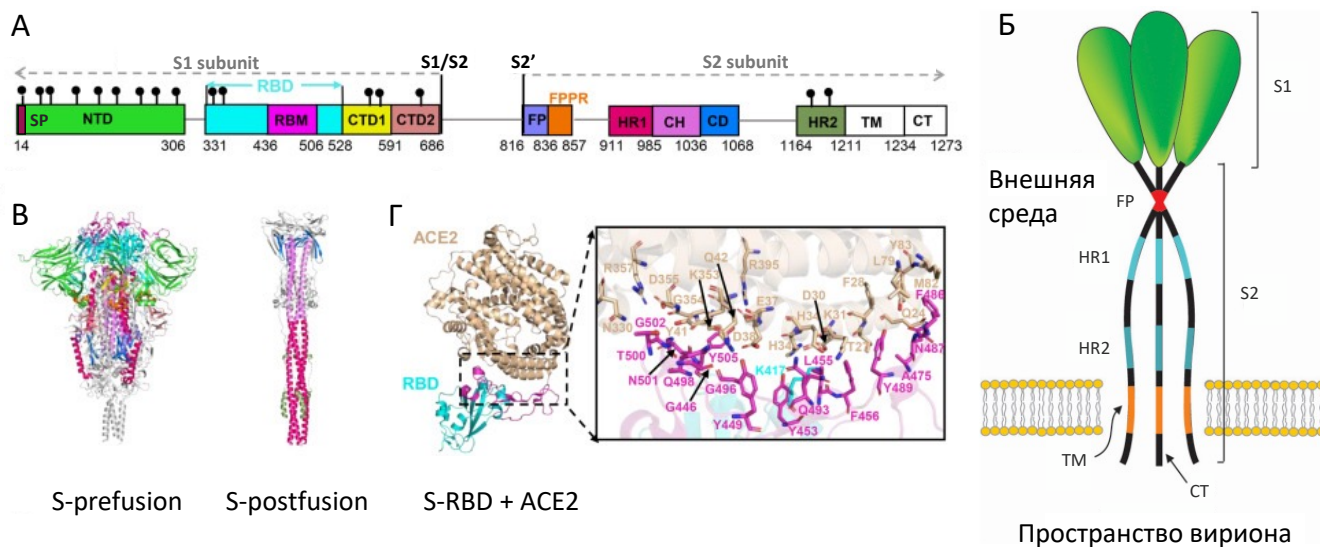 А
S1 subunit
S1/S2
S2’
S2 subunit
RBD
FPPR
SP NTD RBM CTD1 CTD2 FP HR1 CH CD HR2 TM CT
14 306 331 436 506 528 591 686 816 836 857 911 985 1036 1068 1164 1211 1234 1273
Б
S1
Внешняя
среда
FP
HR1
S2
HR2
TM
CT
Пространство вириона
В
S-prefusion
S-postfusion
Г
ACE2
RBD
S-RBD + ACE2
Q42
K353
R395
Y83
L79
R357
D355
F28
M82
G354
E37
D30
F486
K31
H34
Q24
N330
G502
Y41
D38
T27
T500
Y505
H34
L455
N487
N501
Q498
K417
A475
G496
Y489
G446
Q493
F456
Y449
Y453